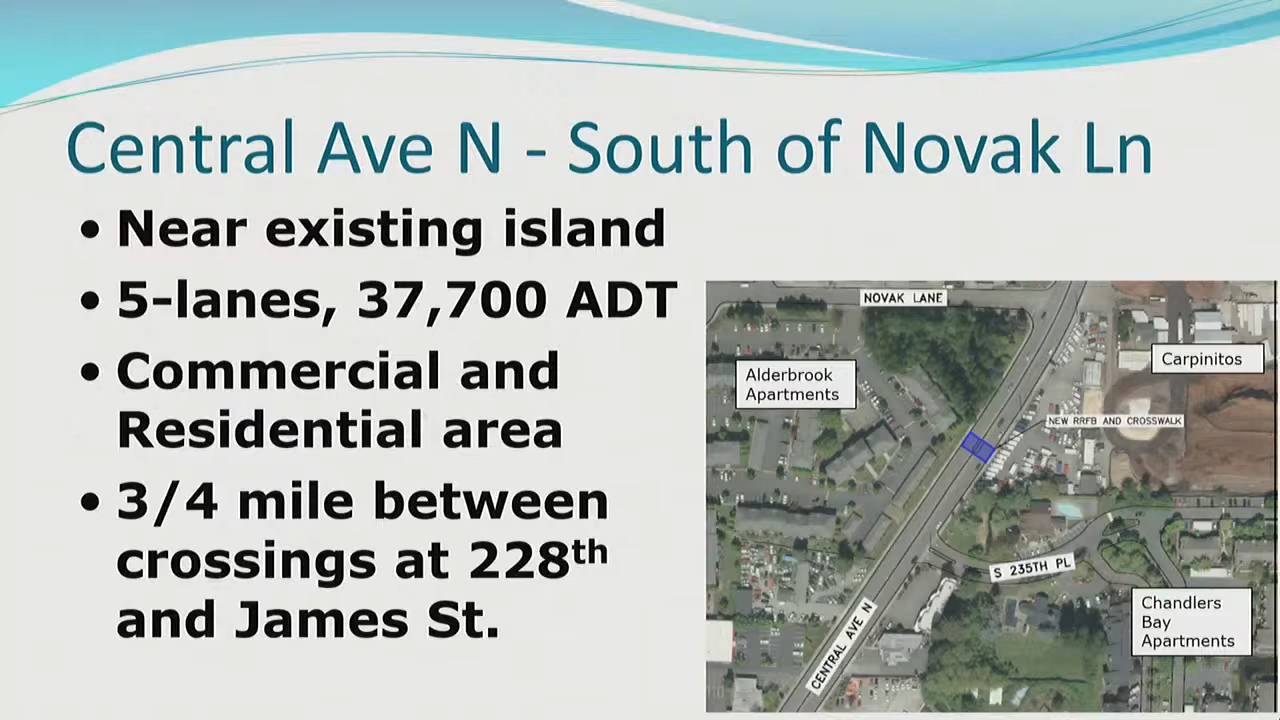 Central Ave N - South of Novak Ln
• Near existing island
• 5-lanes, 37,700 ADT
• Commercial and
Residential area
• 3/4 mile between
crossings at 228th
and James St.
NOVAK LANE
Carpinitos
Alderbrook
Apartments
NEW RRFB AND CROSSWALK
S 235TH PL
Chandlers
Bay
Apartments
CENTRAL AVE N